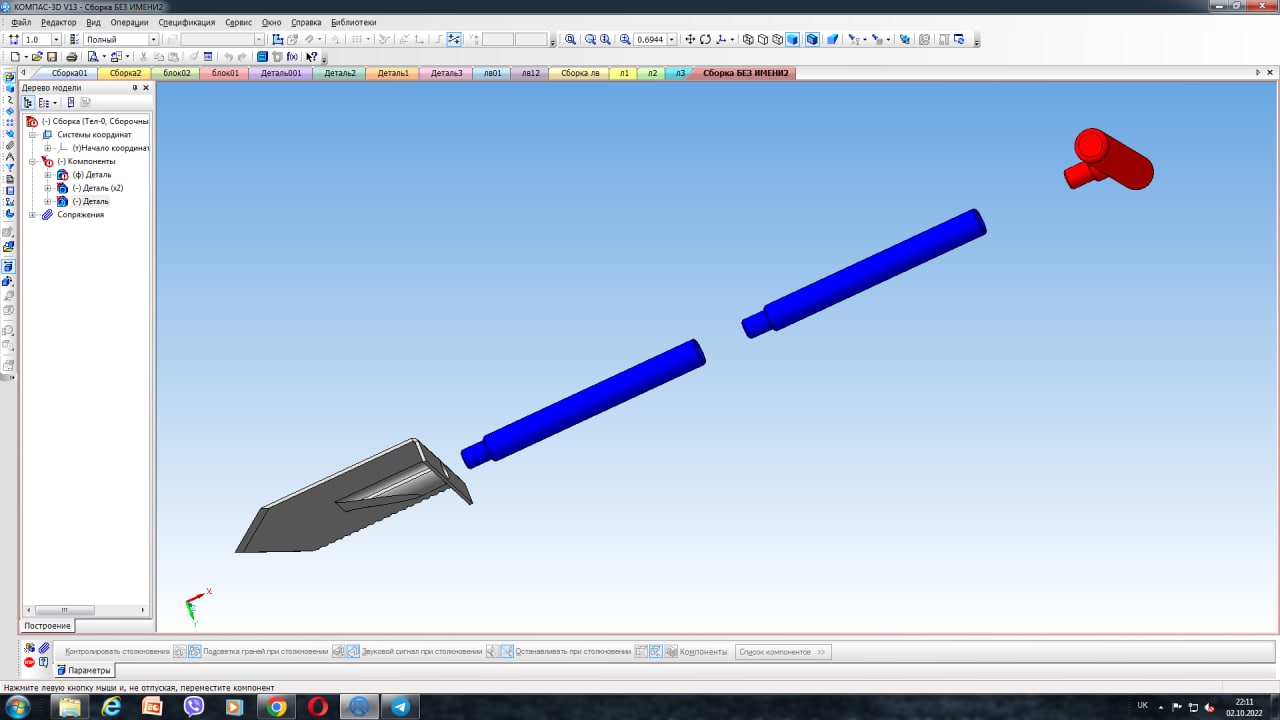 КОМПАС-3D V13 - Сборка БЕЗ ИМЕНИ2
Файл Редактор Вид Операции Спецификация Сервис Окно Справка Библиотеки
1.0 Полный 0.6944
f(x)
Сборка01 Сборка2 блок02 блок01 Деталь001 Деталь2 Деталь1 Деталь3 лв01 лв12 Сборка лв л1 л2 л3 Сборка БЕЗ ИМЕНИ2
Дерево модели
(-) Сборка (Тел-0, Сборочны
Системы координат
(т)Начало координат
(-) Компоненты
(ф) Деталь
(-) Деталь (x2)
(-) Деталь
Сопряжения
X
Y
Построение
Контролировать столкновения Подсветка граней при столкновении Звуковой сигнал при столкновении Останавливать при столкновении Компоненты Список компонентов >>
STOP
Параметры
Нажмите левую кнопку мыши и, не отпуская, переместите компонент
UK
22:11
02.10.2022